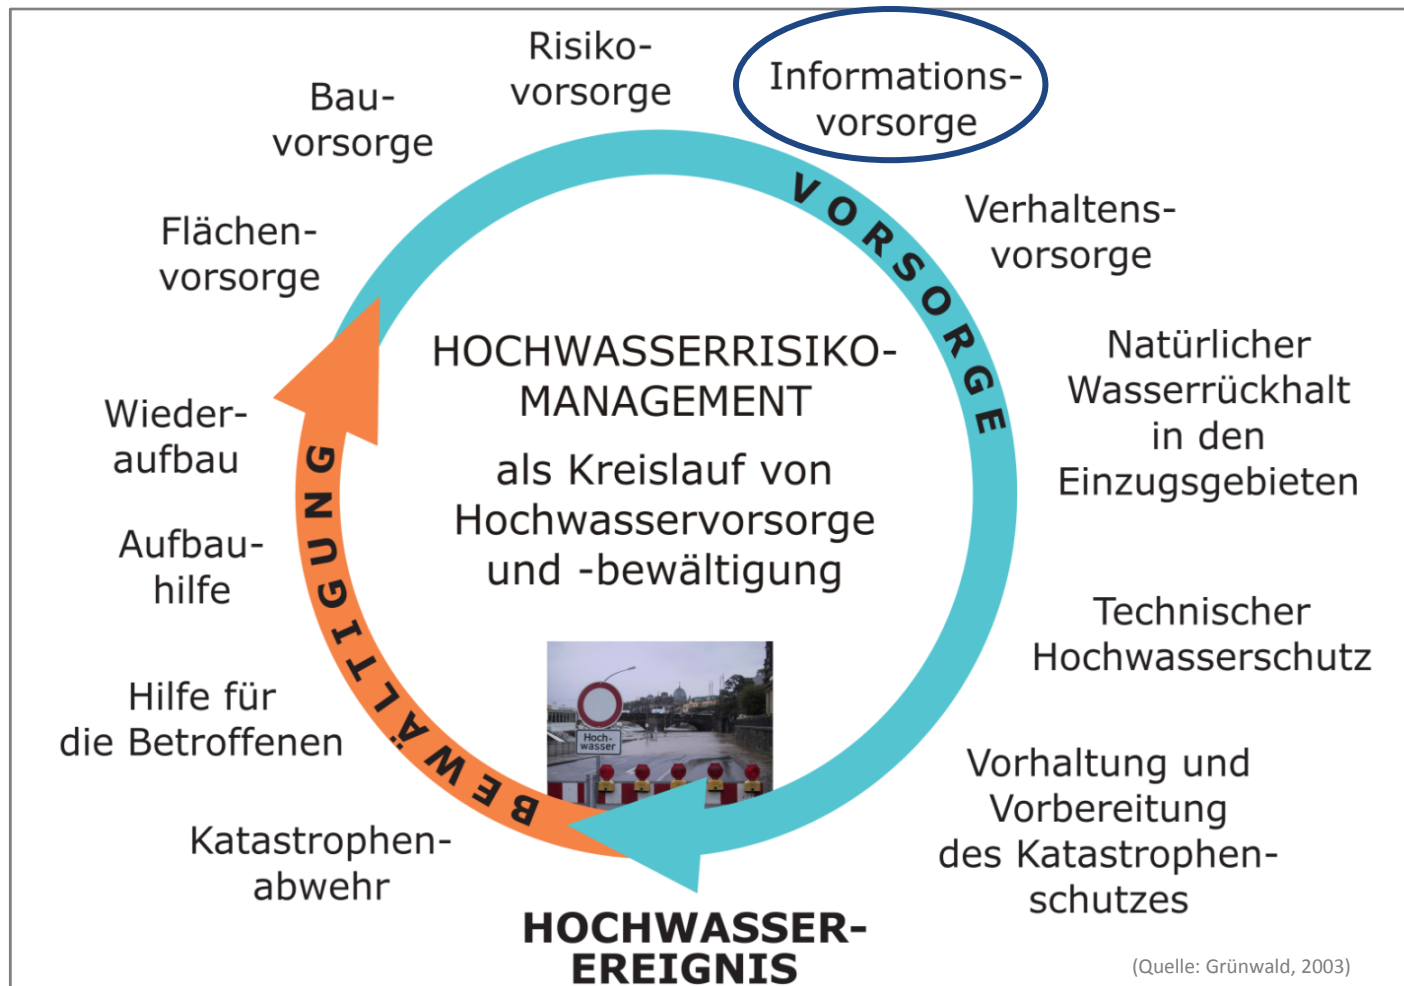 Risiko-
vorsorge
Informations-
vorsorge
Bau-
vorsorge
Verhaltens-
vorsorge
Flächen-
vorsorge
VORSORGE
HOCHWASSERRISIKO-
MANAGEMENT
als Kreislauf von
Hochwasservorsorge
und -bewältigung
Natürlicher
Wasserrückhalt
in den
Einzugsgebieten
Technischer
Hochwasserschutz
Vorhaltung und
Vorbereitung
des Katastrophen-
schutzes
Hoch-
wasser
HOCHWASSER-
EREIGNIS
Katastrophen-
abwehr
Hilfe für
die Betroffenen
Aufbau-
hilfe
Wieder-
aufbau
BEWÄLTIGUNG
(Quelle: Grünwald, 2003)